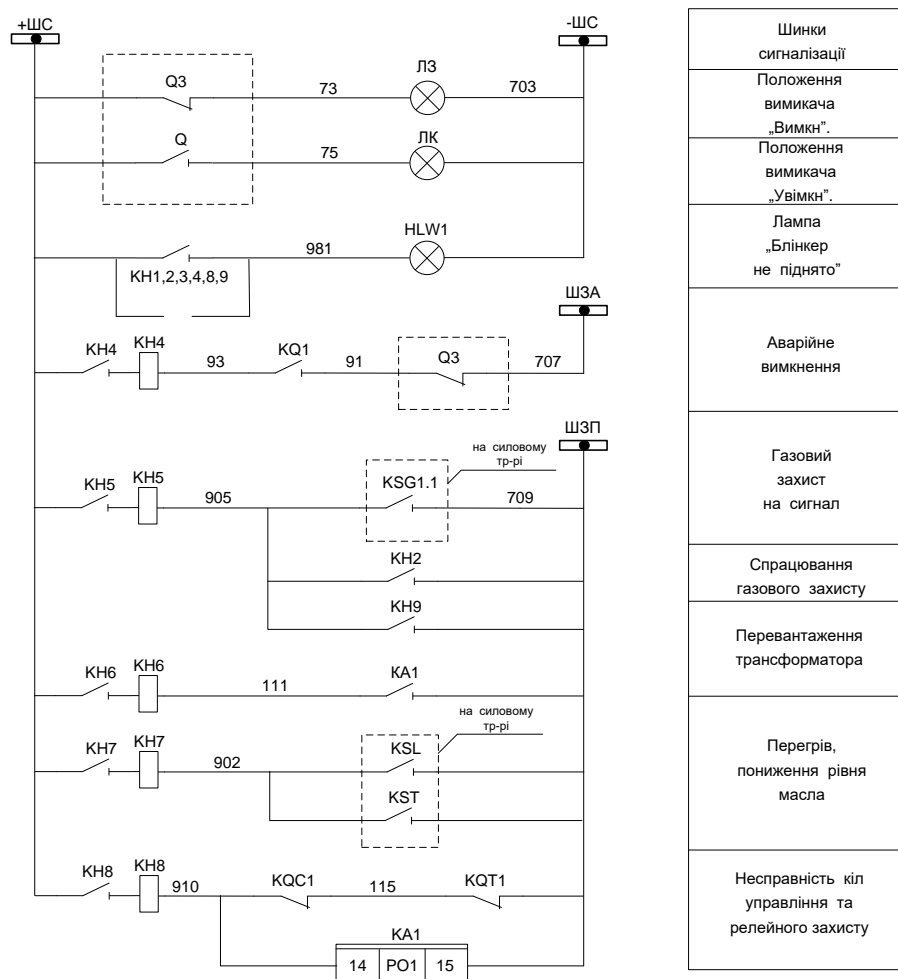 +ШС
-ШС
Q3
73
ЛЗ
703
Q
75
ЛК
981
HLW1
КН1,2,3,4,8,9
ШЗА
КН4
КН4
93
KQ1
91
Q3
707
ШЗП
на силовому
тр-рі
КН5
КН5
905
KSG1.1
709
КН2
КН9
КН6
КН6
111
КА1
на силовому
тр-рі
КН7
КН7
902
KSL
KST
КН8
КН8
910
KQC1
115
KQT1
КА1
14 РО1 15
Шинки
сигналізації
Положення
вимикача
„Вимкн”.
Положення
вимикача
„Увімкн”.
Лампа
„Блінкер
не піднято”
Аварійне
вимкнення
Газовий
захист
на сигнал
Спрацювання
газового захисту
Перевантаження
трансформатора
Перегрів,
пониження рівня
масла
Несправність кіл
управління та
релейного захисту